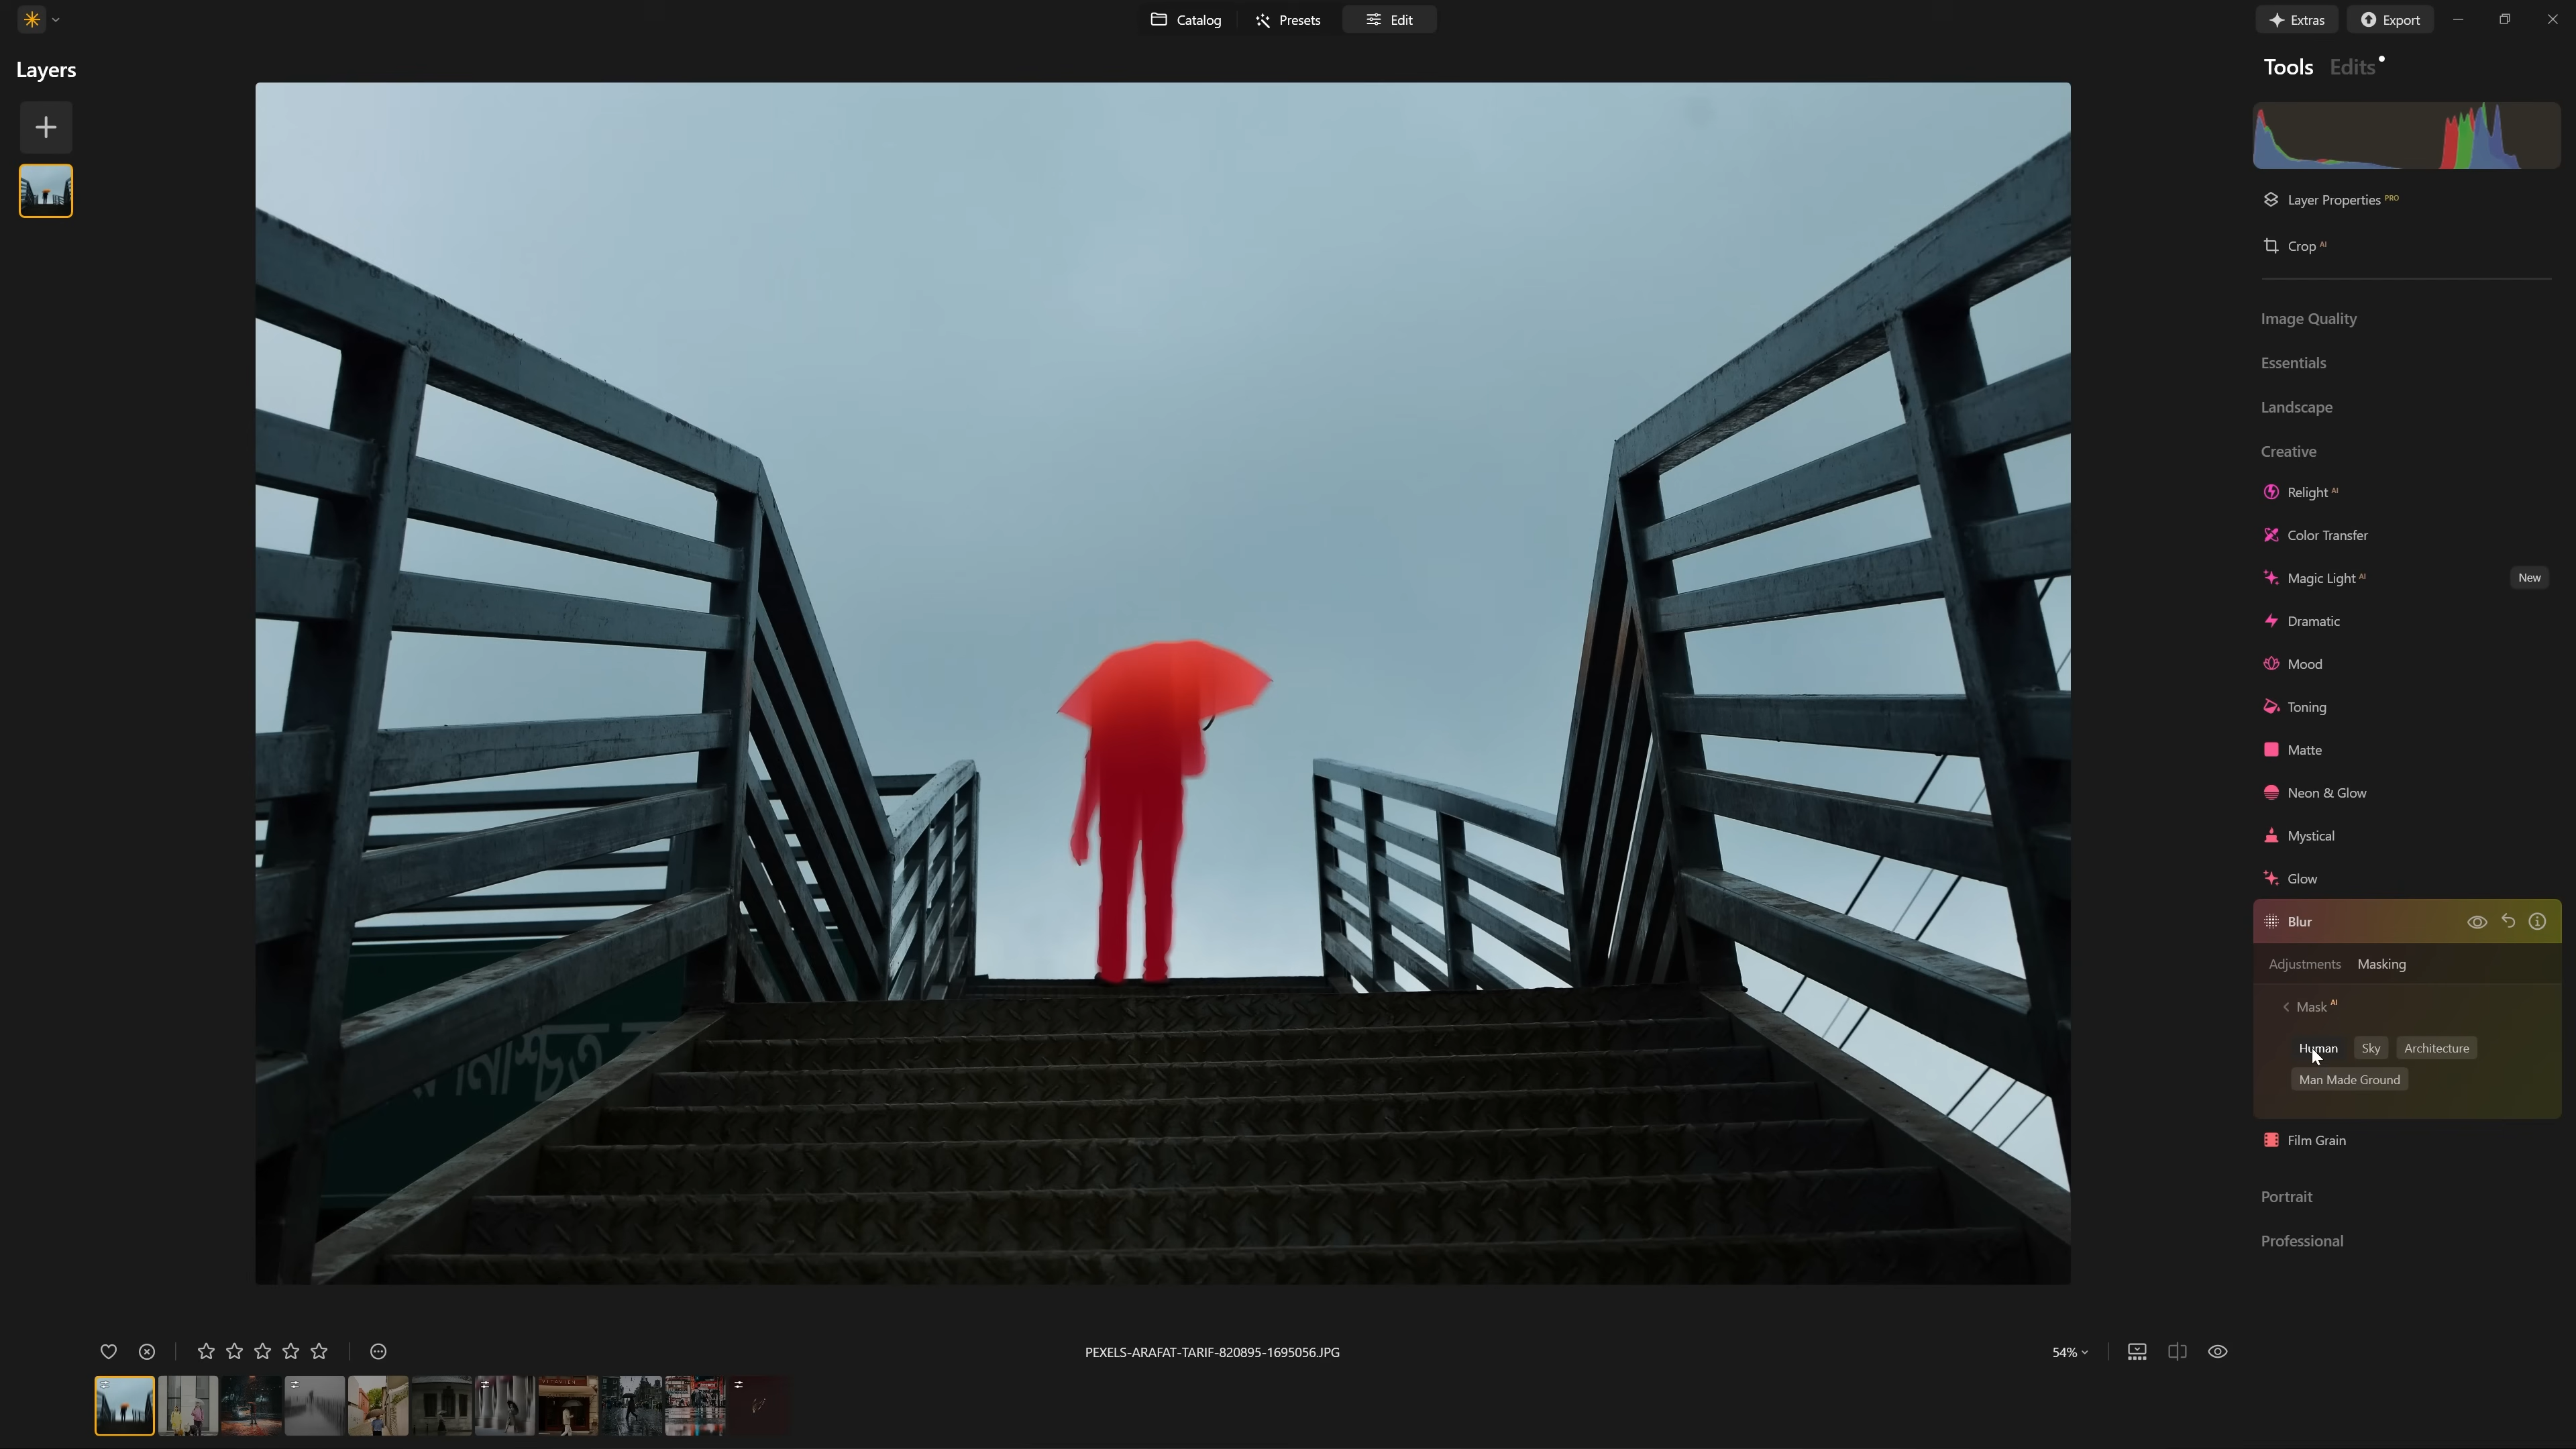 Catalog
Presets
Edit
Extras
Export
Layers
Tools Edits
Layer Properties PRO
Crop AI
Image Quality
Essentials
Landscape
Creative
Relight AI
Color Transfer
Magic Light AI
New
Dramatic
Mood
Toning
Matte
Neon & Glow
Mystical
Glow
Blur
Adjustments Masking
Mask AI
Human Sky Architecture
Man Made Ground
Film Grain
Portrait
Professional
PEXELS-ARAFAT-TARIF-820895-1695056.JPG
54%